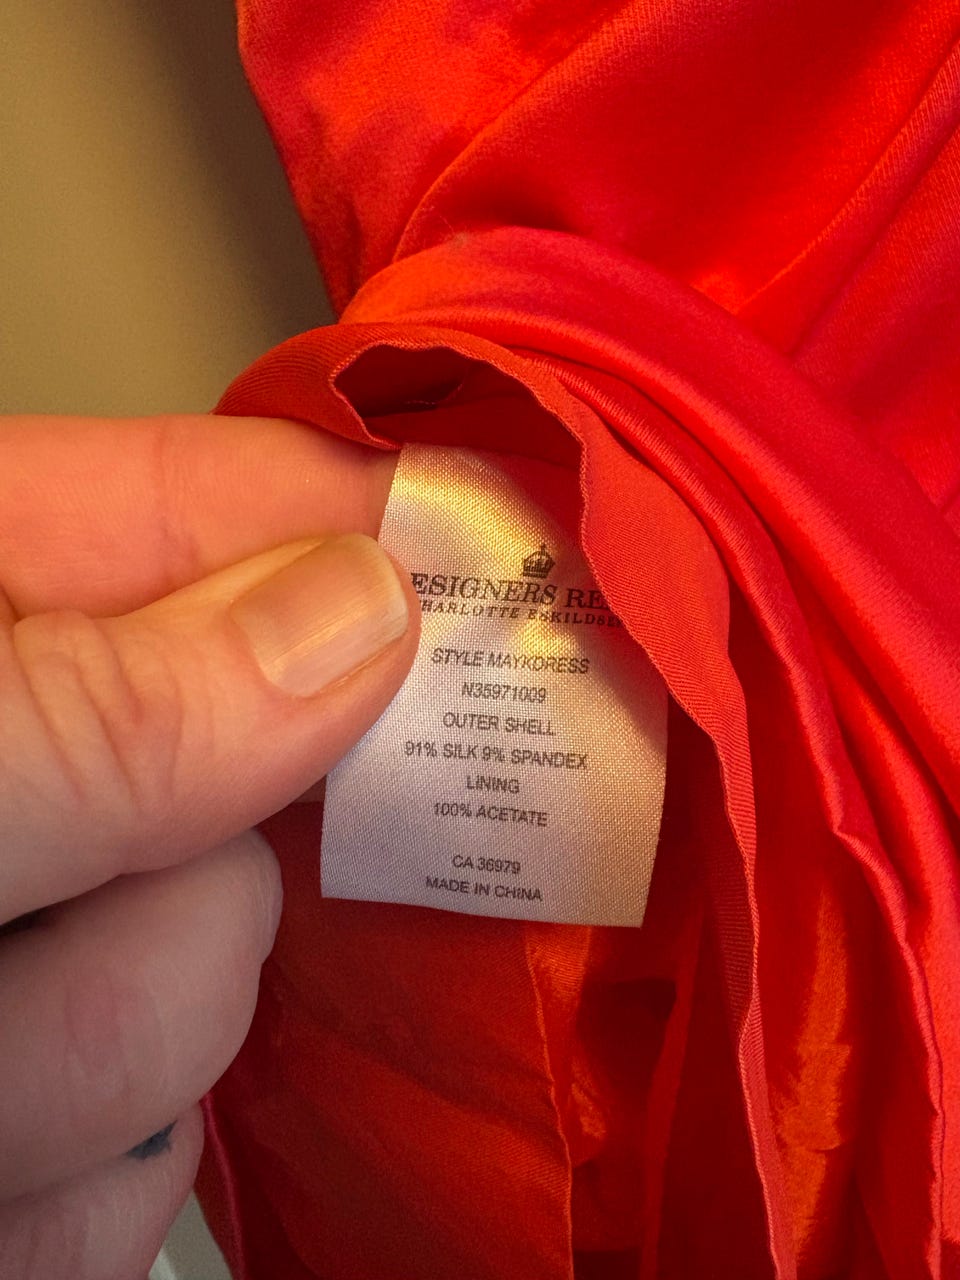 ESIGNERS RE
HARLOTTE ESKILDSE
STYLE MAYKDRESS
N35971009
OUTER SHELL
91% SILK 9% SPANDEX
LINING
100% ACETATE
CA 36979
MADE IN CHINA